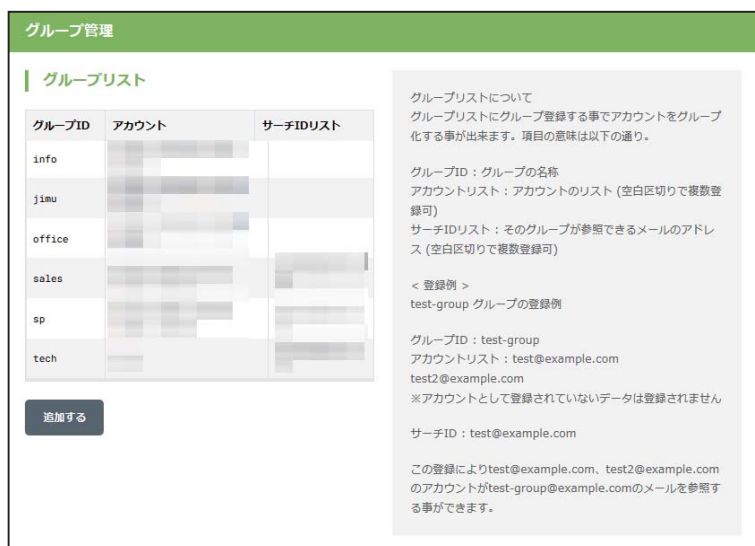 グループ管理
グループリスト
グループID アカウント サーチIDリスト
info
jimu
office
sales
sp
tech
追加する
グループリストについて
グループリストにグループ登録する事でアカウントをグループ
化する事が出来ます。項目の意味は以下の通り。
グループID : グループの名称
アカウントリスト : アカウントのリスト (空白区切りで複数登
録可)
サーチIDリスト : そのグループが参照できるメールのアドレ
ス (空白区切りで複数登録可)
< 登録例 >
test-group グループの登録例
グループID : test-group
アカウントリスト : test@example.com
test2@example.com
※アカウントとして登録されていないデータは登録されません
サーチID : test@example.com
この登録によりtest@example.com、test2@example.com
のアカウントがtest-group@example.comのメールを参照す
る事ができます。